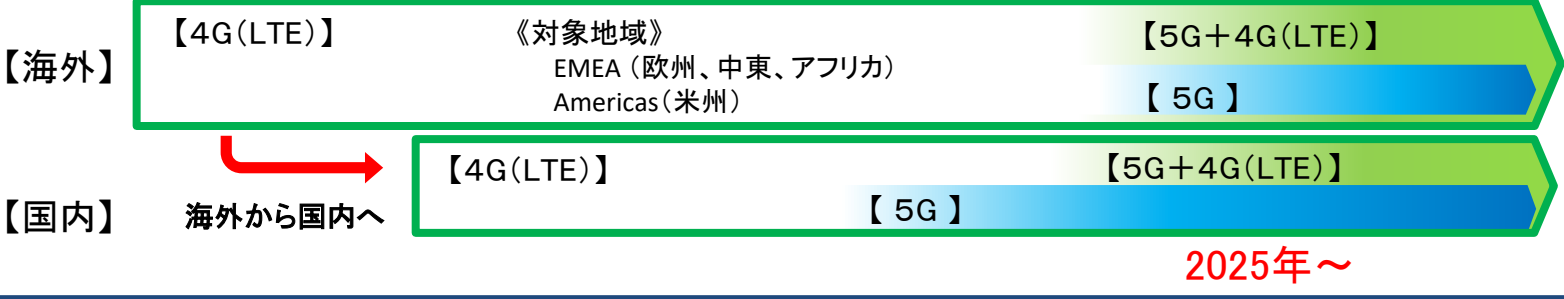 【海外】
【4G(LTE)】
《対象地域》
EMEA（欧州、中東、アフリカ）
Americas（米州）
【5G＋4G(LTE)】
【 5G 】
【国内】
海外から国内へ
【4G(LTE)】
【5G＋4G(LTE)】
【 5G 】
2025年～